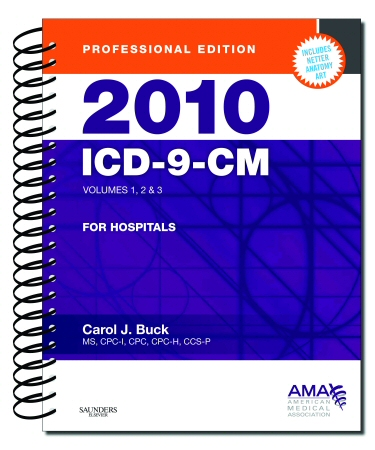 PROFESSIONAL EDITION
INCLUDES
NETTER
ANATOMY
ART
2010
ICD-9-CM
VOLUMES 1, 2 & 3
FOR HOSPITALS
Carol J. Buck
MS, CPC-I, CPC, CPC-H, CCS-P
SAUNDERS
ELSEVIER
AMA
AMERICAN
MEDICAL
ASSOCIATION